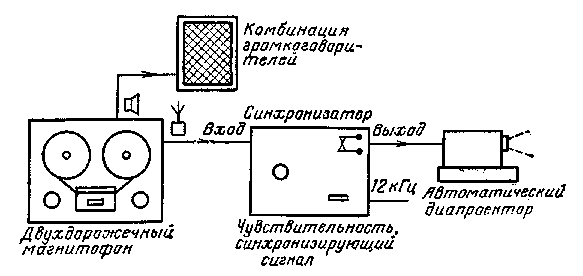 Комбинация
громкоговори-
телей
Синхронизатор
Вход
Выход
12 кГц
Автоматический
диапроектор
Двухдорожечный
магнитофон
Чувствительность,
синхронизирующий
сигнал